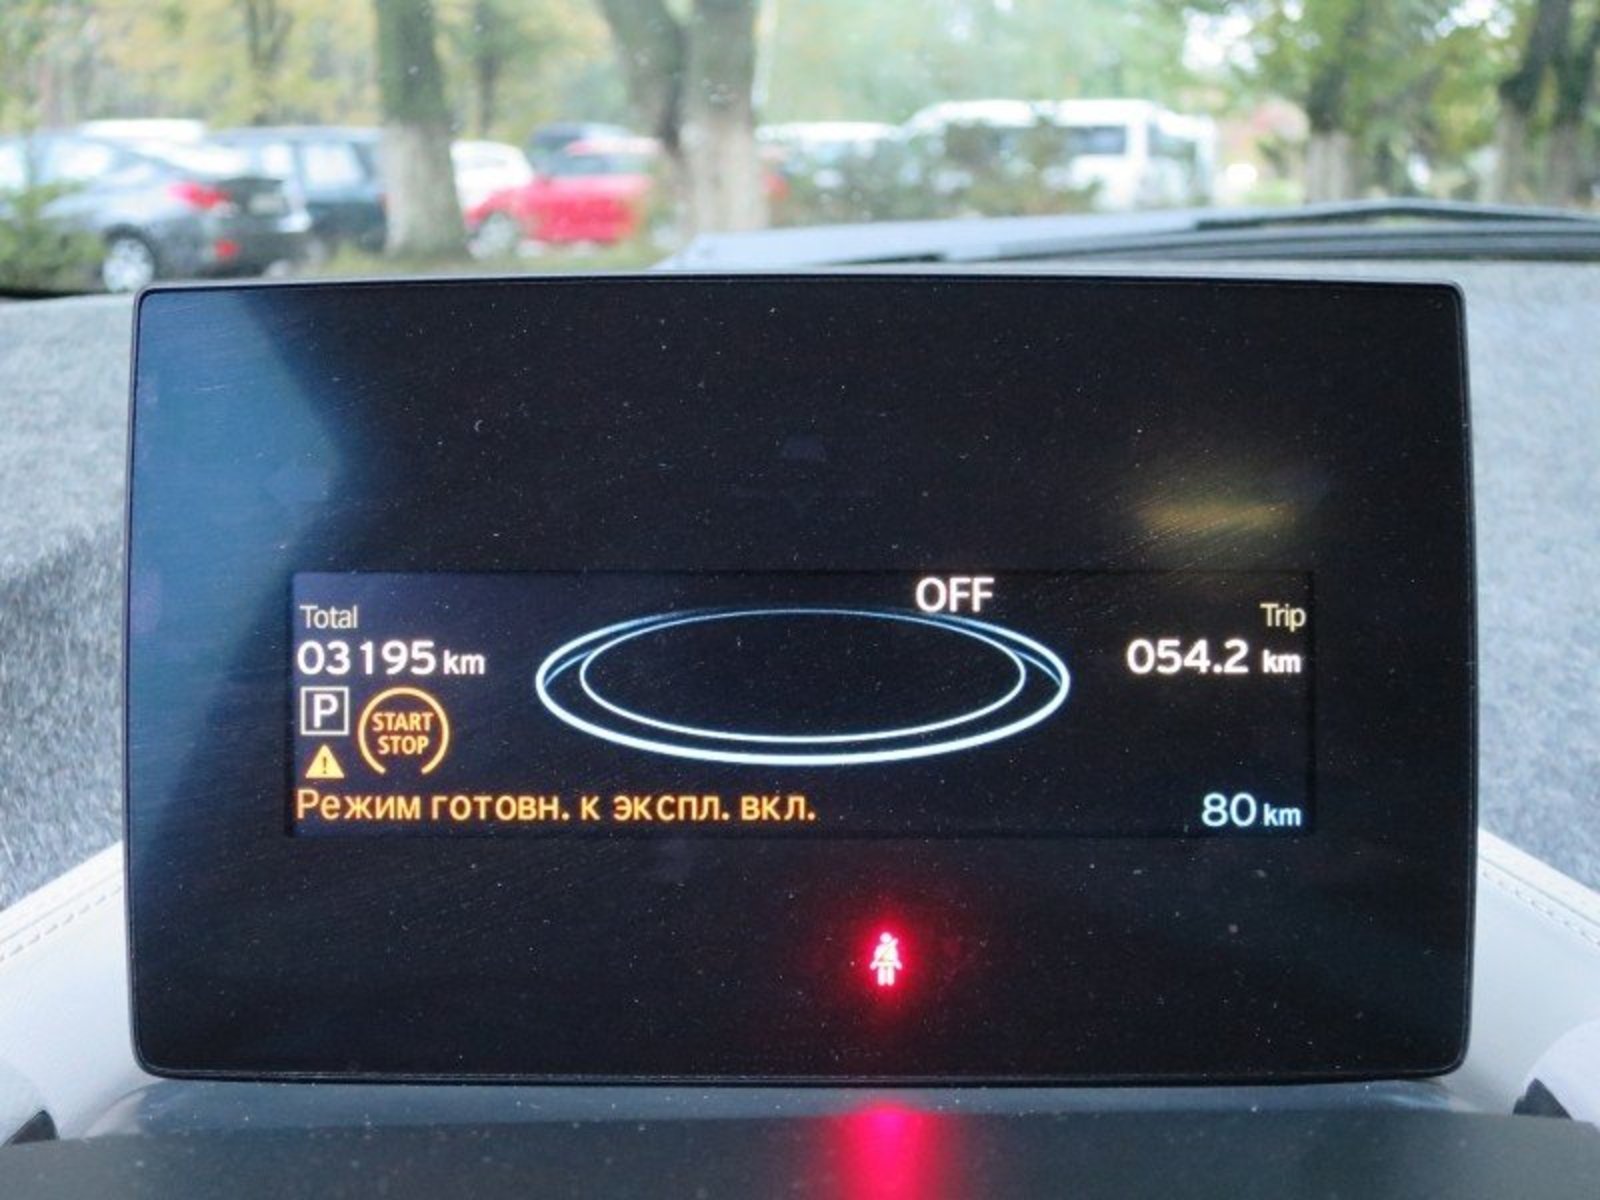 OFF
Total
03195 km
Trip
054.2 km
P
START
STOP
Режим готовн. к экспл. вкл.
80 km